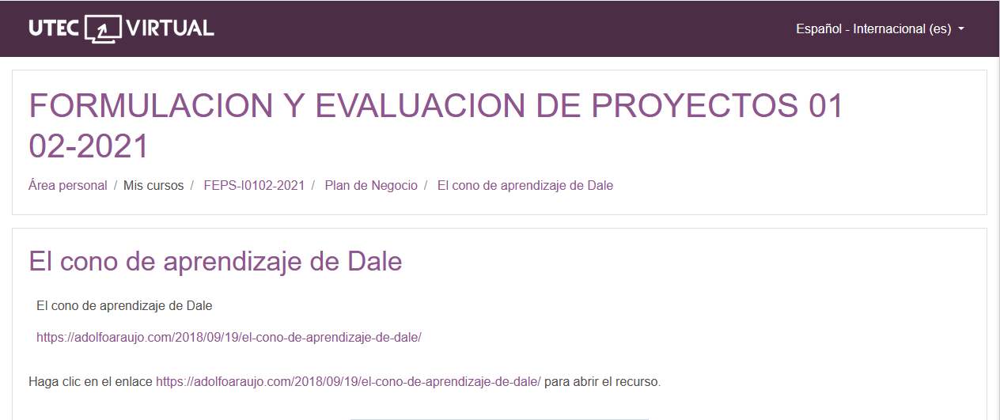 UTEC VIRTUAL
Español - Internacional (es)
FORMULACION Y EVALUACION DE PROYECTOS 01
02-2021
Área personal / Mis cursos / FEPS-I0102-2021 / Plan de Negocio / El cono de aprendizaje de Dale
El cono de aprendizaje de Dale
El cono de aprendizaje de Dale
https://adolfoaraujo.com/2018/09/19/el-cono-de-aprendizaje-de-dale/
Haga clic en el enlace https://adolfoaraujo.com/2018/09/19/el-cono-de-aprendizaje-de-dale/ para abrir el recurso.